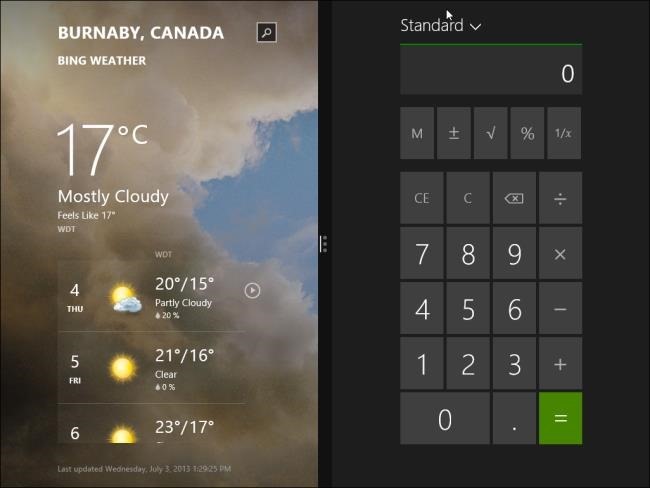 BURNABY, CANADA
BING WEATHER
17°C
Mostly Cloudy
Feels Like 17°
WDT
WDT
4
THU
20°/15°
Partly Cloudy
20 %
5
FRI
21°/16°
Clear
0 %
6
23°/17°
Last updated Wednesday, July 3, 2013 1:29:25 PM
Standard
0
M ± √ % 1/x
CE C ÷
7 8 9 ×
4 5 6 −
1 2 3 +
0 . =